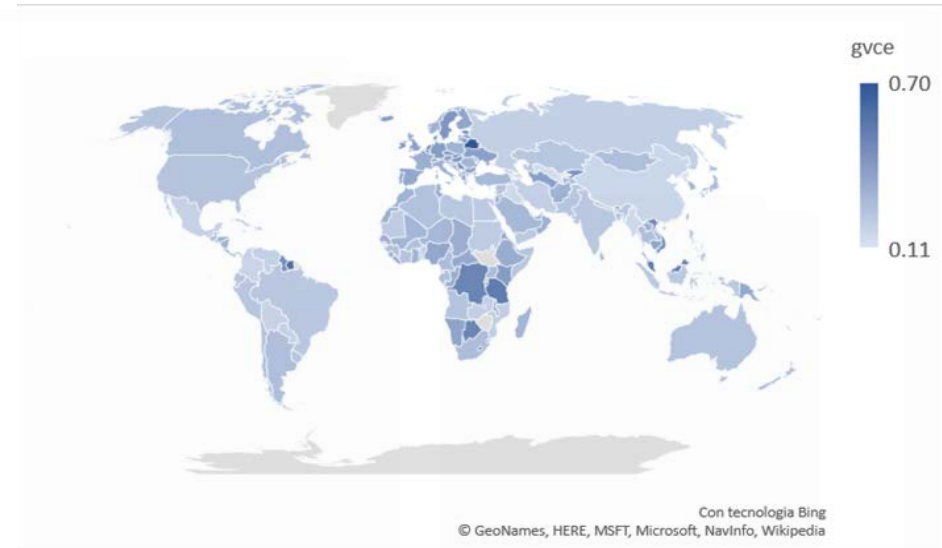 gvce
0.70
0.11
Con tecnologia Bing
© GeoNames, HERE, MSFT, Microsoft, NavInfo, Wikipedia